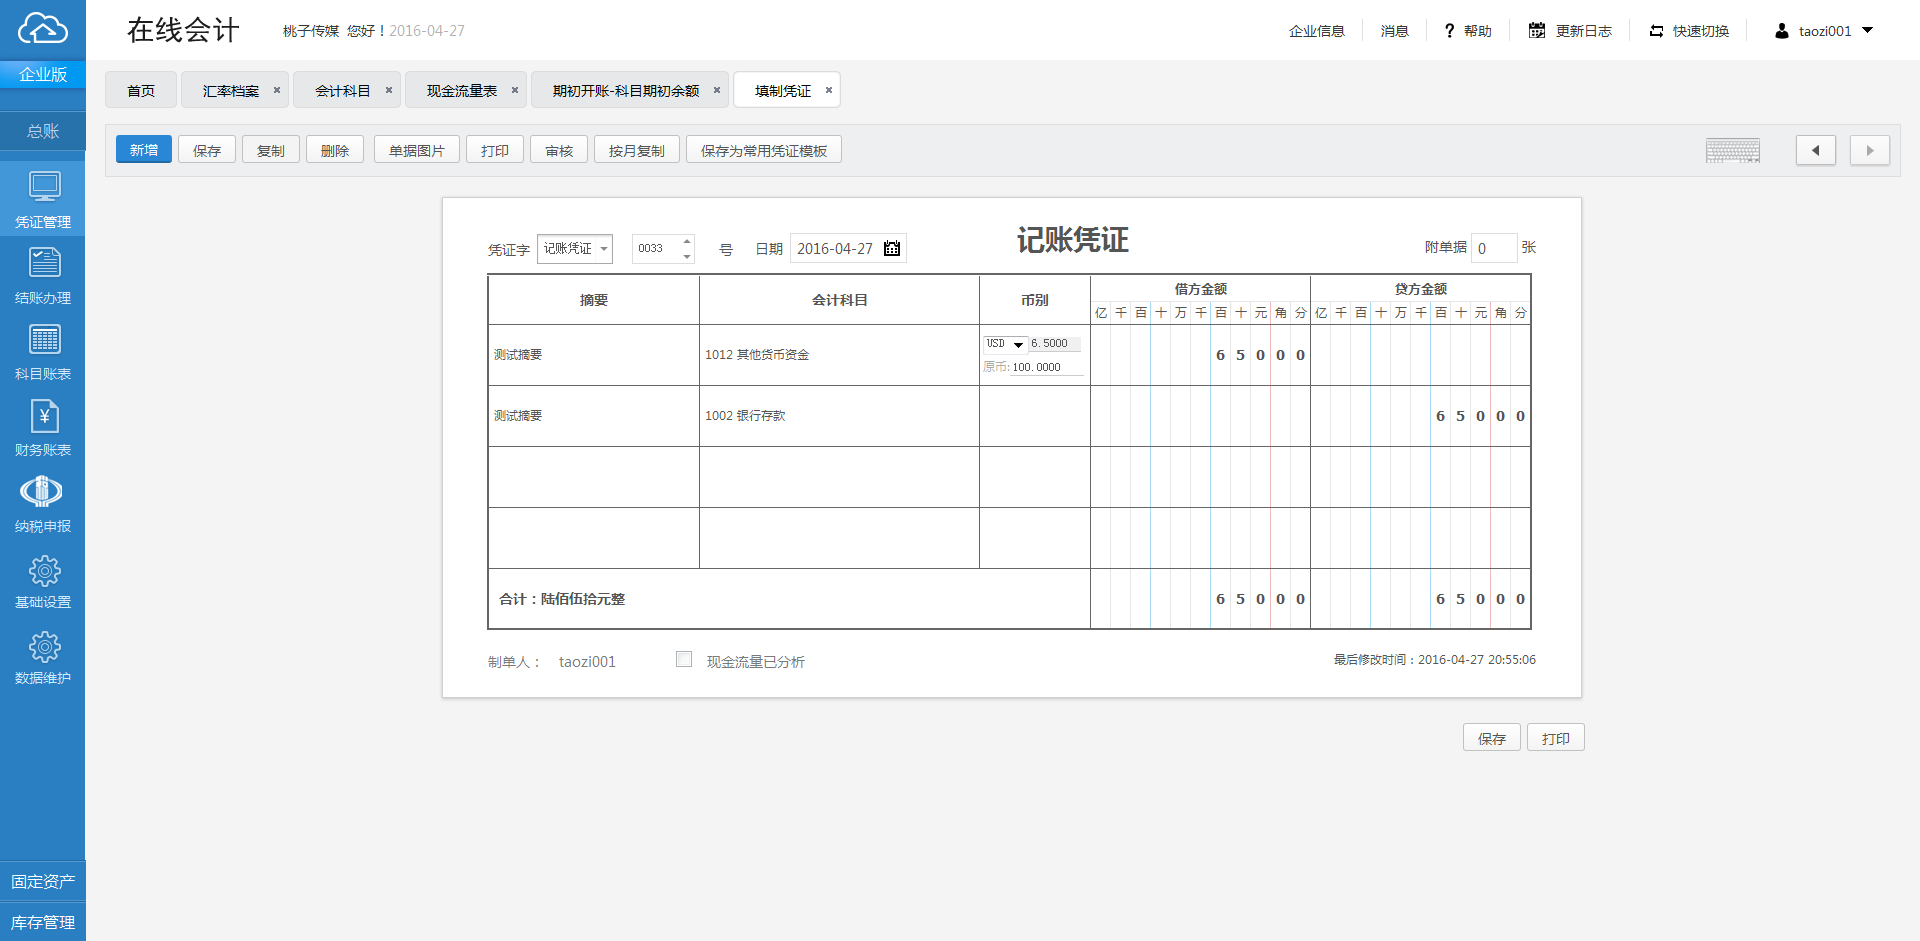 在线会计 桃子传媒 您好！2016-04-27 企业信息 消息 ? 帮助 更新日志 快速切换 taozi001
企业版
首页 汇率档案 × 会计科目 × 现金流量表 × 期初开账-科目期初余额 × 填制凭证 ×
总账
新增 保存 复制 删除 单据图片 打印 审核 按月复制 保存为常用凭证模板
凭证管理
结账办理
科目账表
¥
财务账表
纳税申报
基础设置
数据维护
固定资产
库存管理
记账凭证
凭证字 记账凭证 0033 号 日期 2016-04-27 附单据 0 张
摘要 会计科目 币别 借方金额 贷方金额
亿 千 百 十 万 千 百 十 元 角 分 亿 千 百 十 万 千 百 十 元 角 分
测试摘要 1012 其他货币资金 USD 6.5000 6 5 0 0 0
原币: 100.0000
测试摘要 1002 银行存款 6 5 0 0 0
合计：陆佰伍拾元整 6 5 0 0 0 6 5 0 0 0
制单人： taozi001 现金流量已分析 最后修改时间：2016-04-27 20:55:06
保存 打印